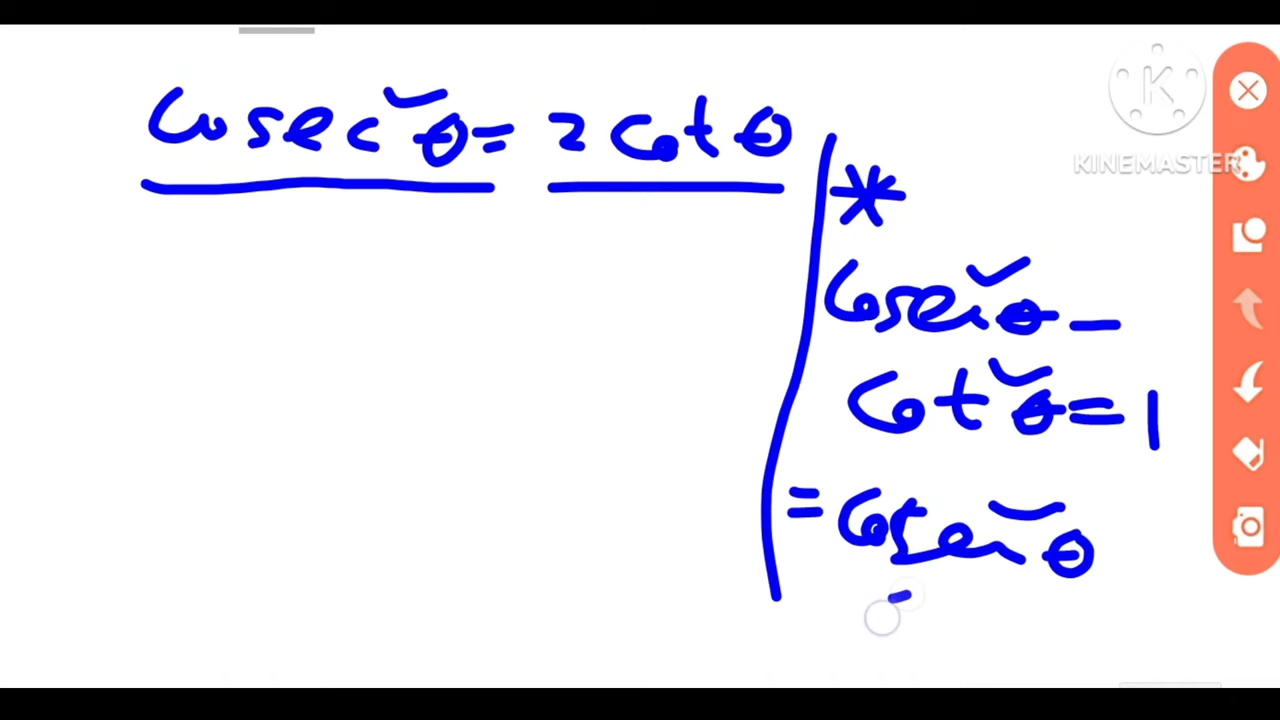 cosec²θ = 2 cot θ
*
cosec²θ –
cot²θ = 1
= cosec²θ
=
KINEMASTER